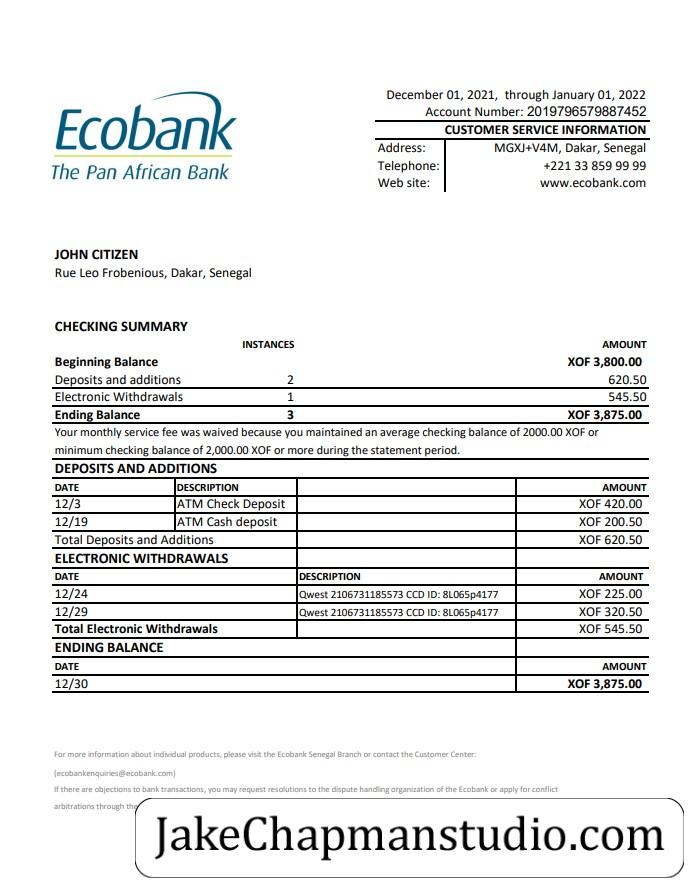 December 01, 2021, through January 01, 2022
Account Number: 2019796579887452
Ecobank
The Pan African Bank
CUSTOMER SERVICE INFORMATION
Address: MGXJ+V4M, Dakar, Senegal
Telephone: +221 33 859 99 99
Web site: www.ecobank.com
JOHN CITIZEN
Rue Leo Frobenious, Dakar, Senegal
CHECKING SUMMARY
INSTANCES AMOUNT
Beginning Balance XOF 3,800.00
Deposits and additions 2 620.50
Electronic Withdrawals 1 545.50
Ending Balance 3 XOF 3,875.00
Your monthly service fee was waived because you maintained an average checking balance of 2000.00 XOF or
minimum checking balance of 2,000.00 XOF or more during the statement period.
DEPOSITS AND ADDITIONS
DATE DESCRIPTION AMOUNT
12/3 ATM Check Deposit XOF 420.00
12/19 ATM Cash deposit XOF 200.50
Total Deposits and Additions XOF 620.50
ELECTRONIC WITHDRAWALS
DATE DESCRIPTION AMOUNT
12/24 Qwest 2106731185573 CCD ID: 8L065p4177 XOF 225.00
12/29 Qwest 2106731185573 CCD ID: 8L065p4177 XOF 320.50
Total Electronic Withdrawals XOF 545.50
ENDING BALANCE
DATE AMOUNT
12/30 XOF 3,875.00
For more information about individual products, please visit the Ecobank Senegal Branch or contact the Customer Center:
(ecobankenquiries@ecobank.com)
If there are objections to bank transactions, you may request resolutions to the dispute handling organization of the Ecobank or apply for conflict
arbitrations through the
JakeChapmanstudio.com